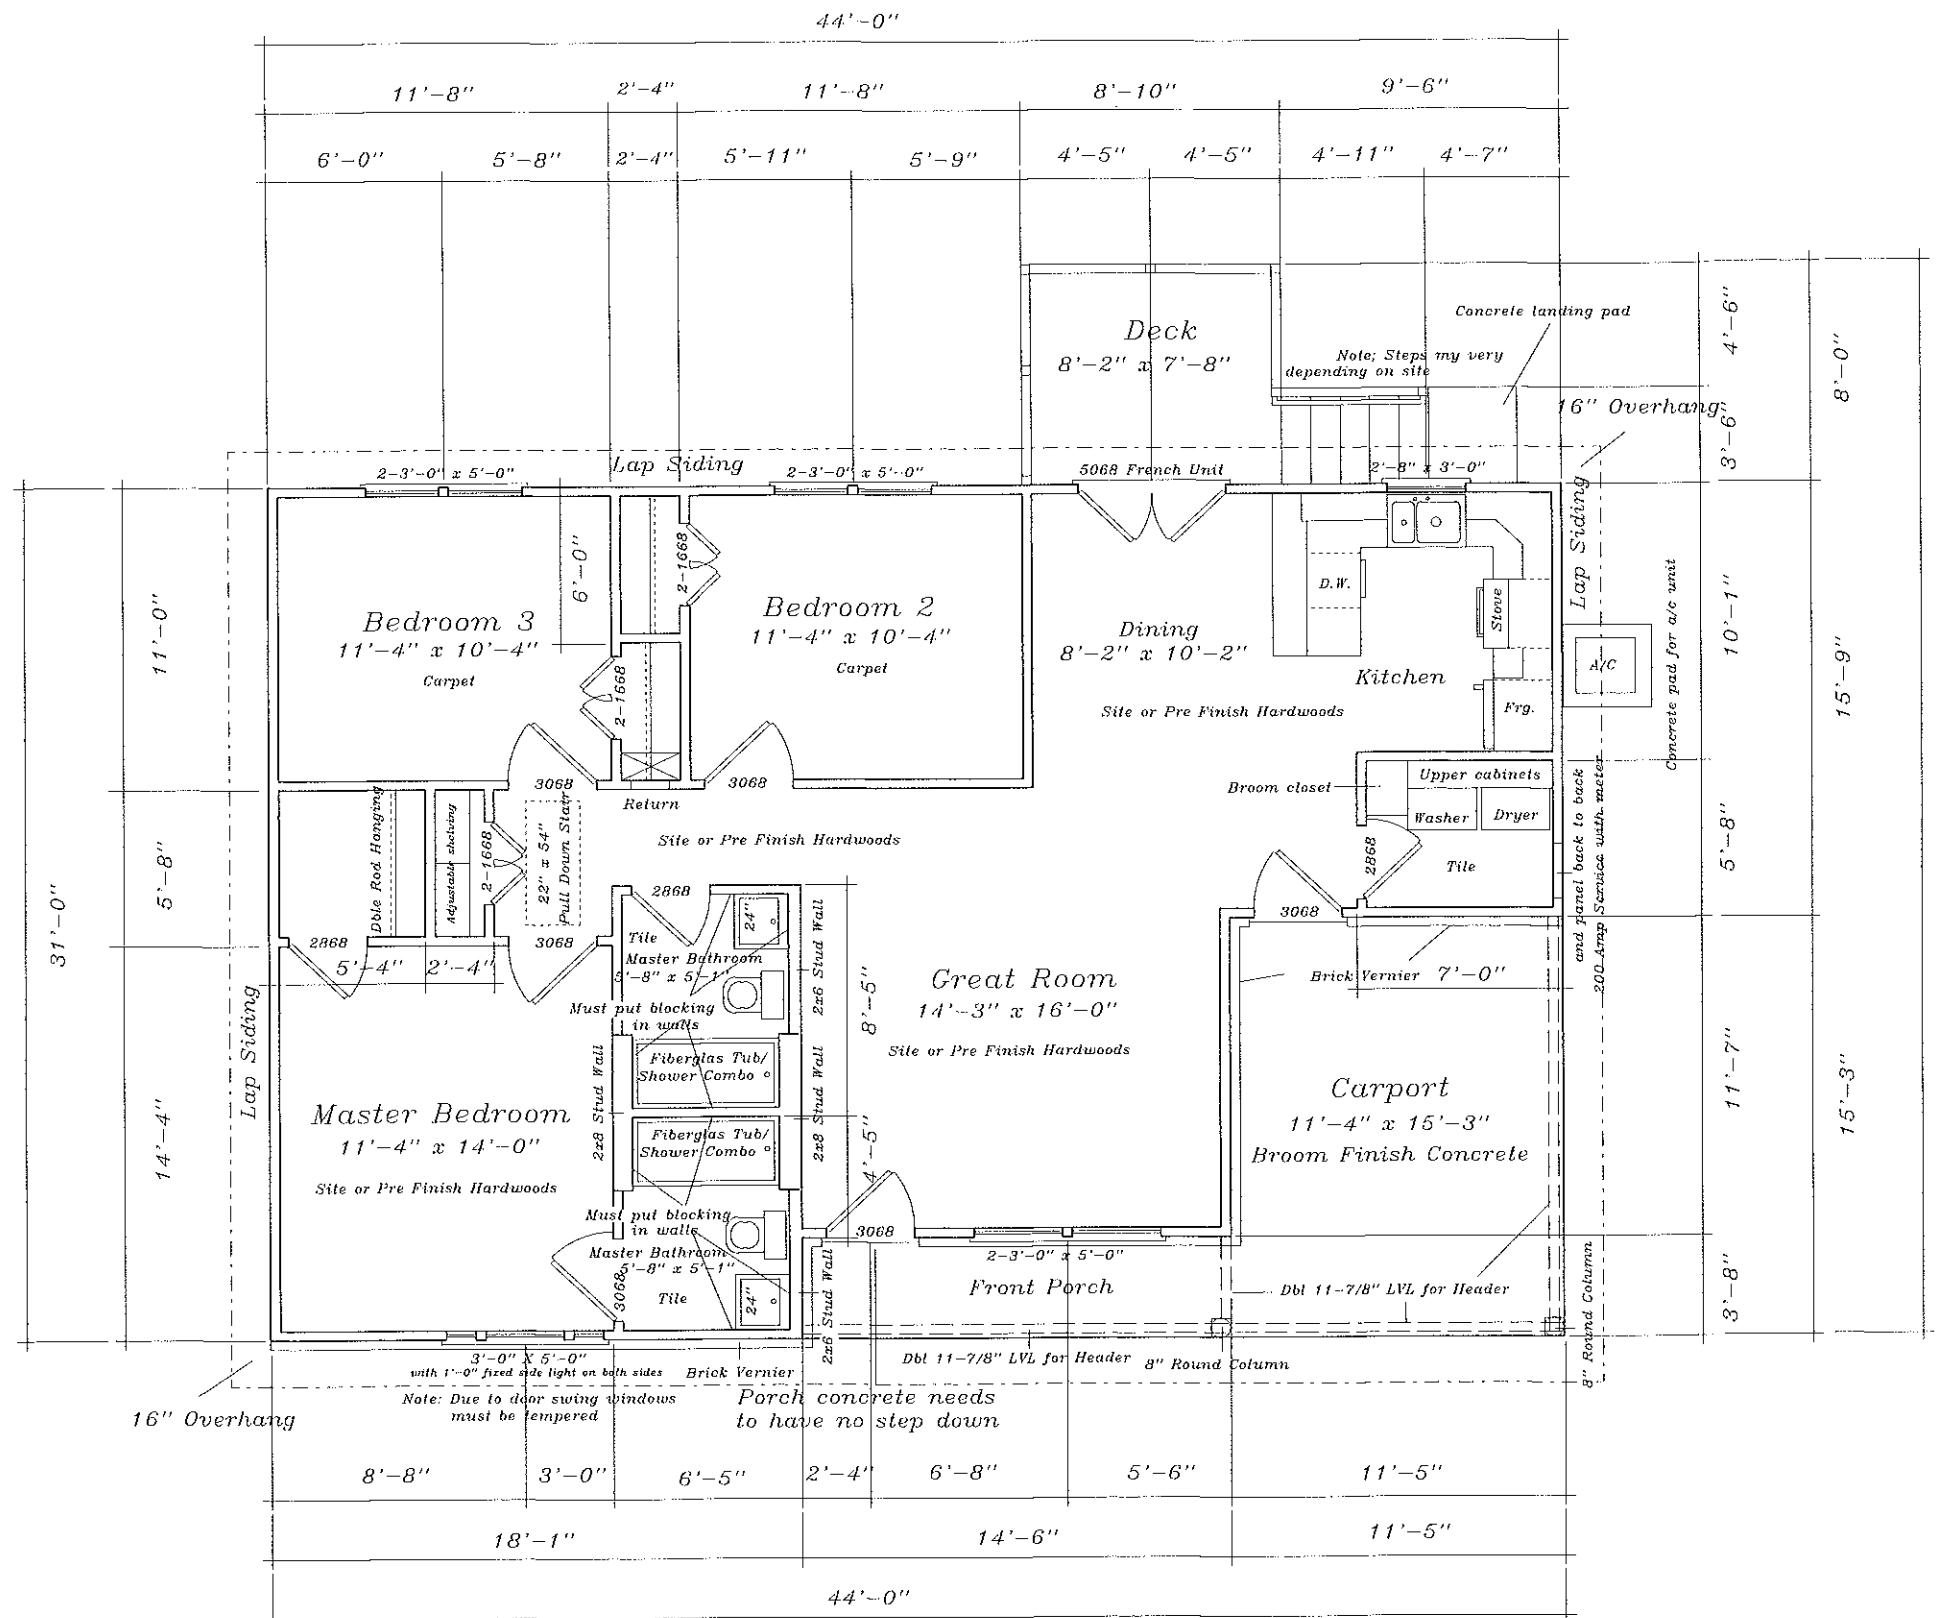 44'-0"
11'-8" 2'-4" 11'-8" 8'-10" 9'-6"
6'-0" 5'-8" 2'-4" 5'-11" 5'-9" 4'-5" 4'-5" 4'-11" 4'-7"
Deck
8'-2" x 7'-8"
Concrete landing pad
Note; Steps my very
depending on site
16" Overhang
4'-6"
3'-6"
8'-0"
Lap Siding
2-3'-0" x 5'-0"
2-3'-0" x 5'-0"
5068 French Unit
2'-8" x 3'-0"
Lap Siding
Bedroom 3
11'-4" x 10'-4"
Carpet
6'-0"
2-1668
2-1668
Bedroom 2
11'-4" x 10'-4"
Carpet
Dining
8'-2" x 10'-2"
Site or Pre Finish Hardwoods
D.W.
Stove
Kitchen
Frg.
A/C
Concrete pad for a/c unit
10'-1"
15'-9"
11'-0"
3068
Return
3068
Broom closet
Upper cabinets
Washer
Dryer
2868
Tile
5'-8"
and panel back to back
200 Amp Service with meter
Site or Pre Finish Hardwoods
Dble Rod Hanging
Adjustable shelving
2-1668
22" x 54"
Pull Down Stair
5'-8"
31'-0"
2868
5'-4"
2'-4"
3068
2868
24"
Tile
Master Bathroom
5'-8" x 5'-1"
Must put blocking
in walls
2x6 Stud Wall
8'-5"
Great Room
14'-3" x 16'-0"
Site or Pre Finish Hardwoods
3068
Brick Vernier
7'-0"
Lap Siding
Fiberglas Tub/
Shower Combo
2x8 Stud Wall
2x8 Stud Wall
Fiberglas Tub/
Shower Combo
4'-5"
Master Bedroom
11'-4" x 14'-0"
Site or Pre Finish Hardwoods
14'-4"
Carport
11'-4" x 15'-3"
Broom Finish Concrete
11'-7"
15'-3"
Must put blocking
in walls
Master Bathroom
5'-8" x 5'-1"
Tile
24"
3068
2x6 Stud Wall
3068
2-3'-0" x 5'-0"
Front Porch
Dbl 11-7/8" LVL for Header
8" Round Column
3'-8"
3'-0" X 5'-0"
with 1'-0" fixed side light on both sides
Brick Vernier
Note: Due to door swing windows
must be tempered
Dbl 11-7/8" LVL for Header
8" Round Column
Porch concrete needs
to have no step down
16" Overhang
8'-8" 3'-0" 6'-5" 2'-4" 6'-8" 5'-6" 11'-5"
18'-1" 14'-6" 11'-5"
44'-0"